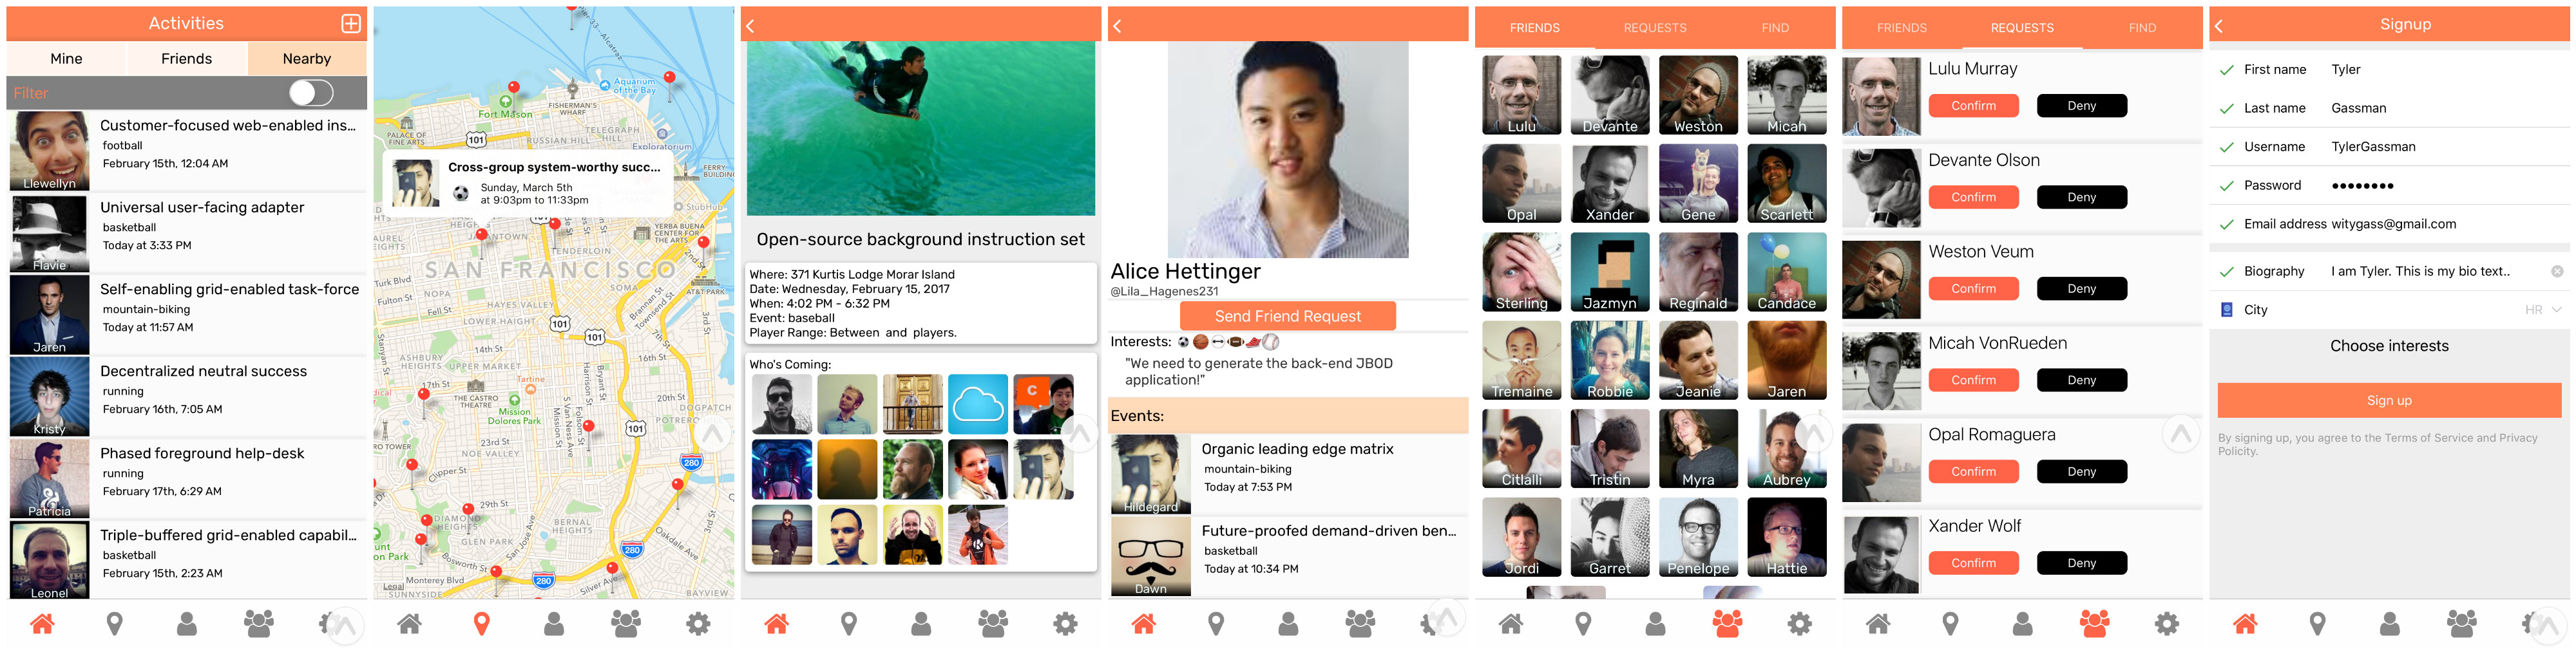 Activities
Mine
Friends
Nearby
Filter
Customer-focused web-enabled ins...
football
February 15th, 12:04 AM
Llewellyn
Universal user-facing adapter
basketball
Today at 3:33 PM
Flavie
Self-enabling grid-enabled task-force
mountain-biking
Today at 11:57 AM
Jaren
Decentralized neutral success
running
February 16th, 7:05 AM
Kristy
Phased foreground help-desk
running
February 17th, 6:29 AM
Patricia
Triple-buffered grid-enabled capabil...
basketball
February 15th, 2:23 AM
Leonel
Pier 33 - Alcatraz
Aquarium
of the Bay
FISHERMAN'S
WHARF
Fort Mason
PALACE OF
FINE ARTS
101
RUSSIAN HILL
TELEGRAPH
HILL
Exploratorium
FERRY
BUILDING
Cross-group system-worthy succ...
Sunday, March 5th
at 9:03pm to 11:33pm
StubHub
YERBA BUENA
CENTER FOR
THE ARTS
JAPANTOWN
TENDERLOIN
LAUREL
HEIGHTS
SAN FRANCISCO
SOMA
Turk Blvd
NOPA
Fell St
HAYES VALLEY
Brannan St
Townsend St
AT&T PARK
Fulton St
LOWER HAIGHT
101
101
3rd St
7th St
14th St
16th St
ASHBURY
HEIGHTS
UPPER MARKET
17th St
THE CASTRO
THEATRE
Tartine
Mission
Dolores Park
Bryant St
Harrison St
Folsom St
S Van Ness Ave
Mission St
20th St
DOGPATCH
POTRERO
101
23rd St
NOE VALLEY
Clipper St
280
29th St
DIAMOND
HEIGHTS
BERNAL
HEIGHTS
GLEN PARK
San Jose Ave
3rd St
280
Oakdale Ave
Bosworth St
Monterey Blvd
280
Silver Ave
Legal
SUNNYSIDE
BAYVIEW
Open-source background instruction set
Where: 371 Kurtis Lodge Morar Island
Date: Wednesday, February 15, 2017
When: 4:02 PM - 6:32 PM
Event: baseball
Player Range: Between and players.
Who's Coming:
Alice Hettinger
@Lila_Hagenes231
Send Friend Request
Interests:
"We need to generate the back-end JBOD
application!"
Events:
Organic leading edge matrix
mountain-biking
Today at 7:53 PM
Hildegard
Future-proofed demand-driven ben...
basketball
Today at 10:34 PM
Dawn
FRIENDS
REQUESTS
FIND
Lulu
Devante
Weston
Micah
Opal
Xander
Gene
Scarlett
Sterling
Jazmyn
Reginald
Candace
Tremaine
Robbie
Jeanie
Jaren
Citlalli
Tristin
Myra
Aubrey
Jordi
Garret
Penelope
Hattie
FRIENDS
REQUESTS
FIND
Lulu Murray
Confirm
Deny
Devante Olson
Confirm
Deny
Weston Veum
Confirm
Deny
Micah VonRueden
Confirm
Deny
Opal Romaguera
Confirm
Deny
Xander Wolf
Confirm
Deny
Signup
First name Tyler
Last name Gassman
Username TylerGassman
Password ●●●●●●●●
Email address witygass@gmail.com
Biography I am Tyler. This is my bio text..
City HR
Choose interests
Sign up
By signing up, you agree to the Terms of Service and Privacy
Policity.